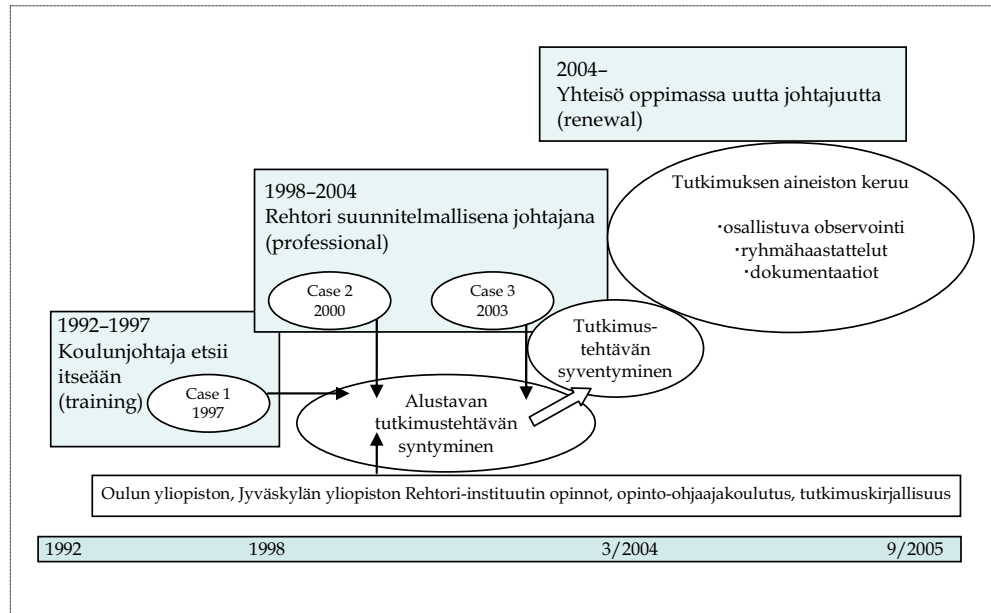 2004–
Yhteisö oppimassa uutta johtajuutta
(renewal)
Tutkimuksen aineiston keruu
·osallistuva observointi
·ryhmähaastattelut
·dokumentaatiot
1998–2004
Rehtori suunnitelmallisena johtajana
(professional)
Case 2
2000
Case 3
2003
Tutkimus-
tehtävän
syventyminen
1992–1997
Koulunjohtaja etsii
itseään
(training)
Case 1
1997
Alustavan
tutkimustehtävän
syntyminen
Oulun yliopiston, Jyväskylän yliopiston Rehtori-instituutin opinnot, opinto-ohjaajakoulutus, tutkimuskirjallisuus
1992 1998 3/2004 9/2005